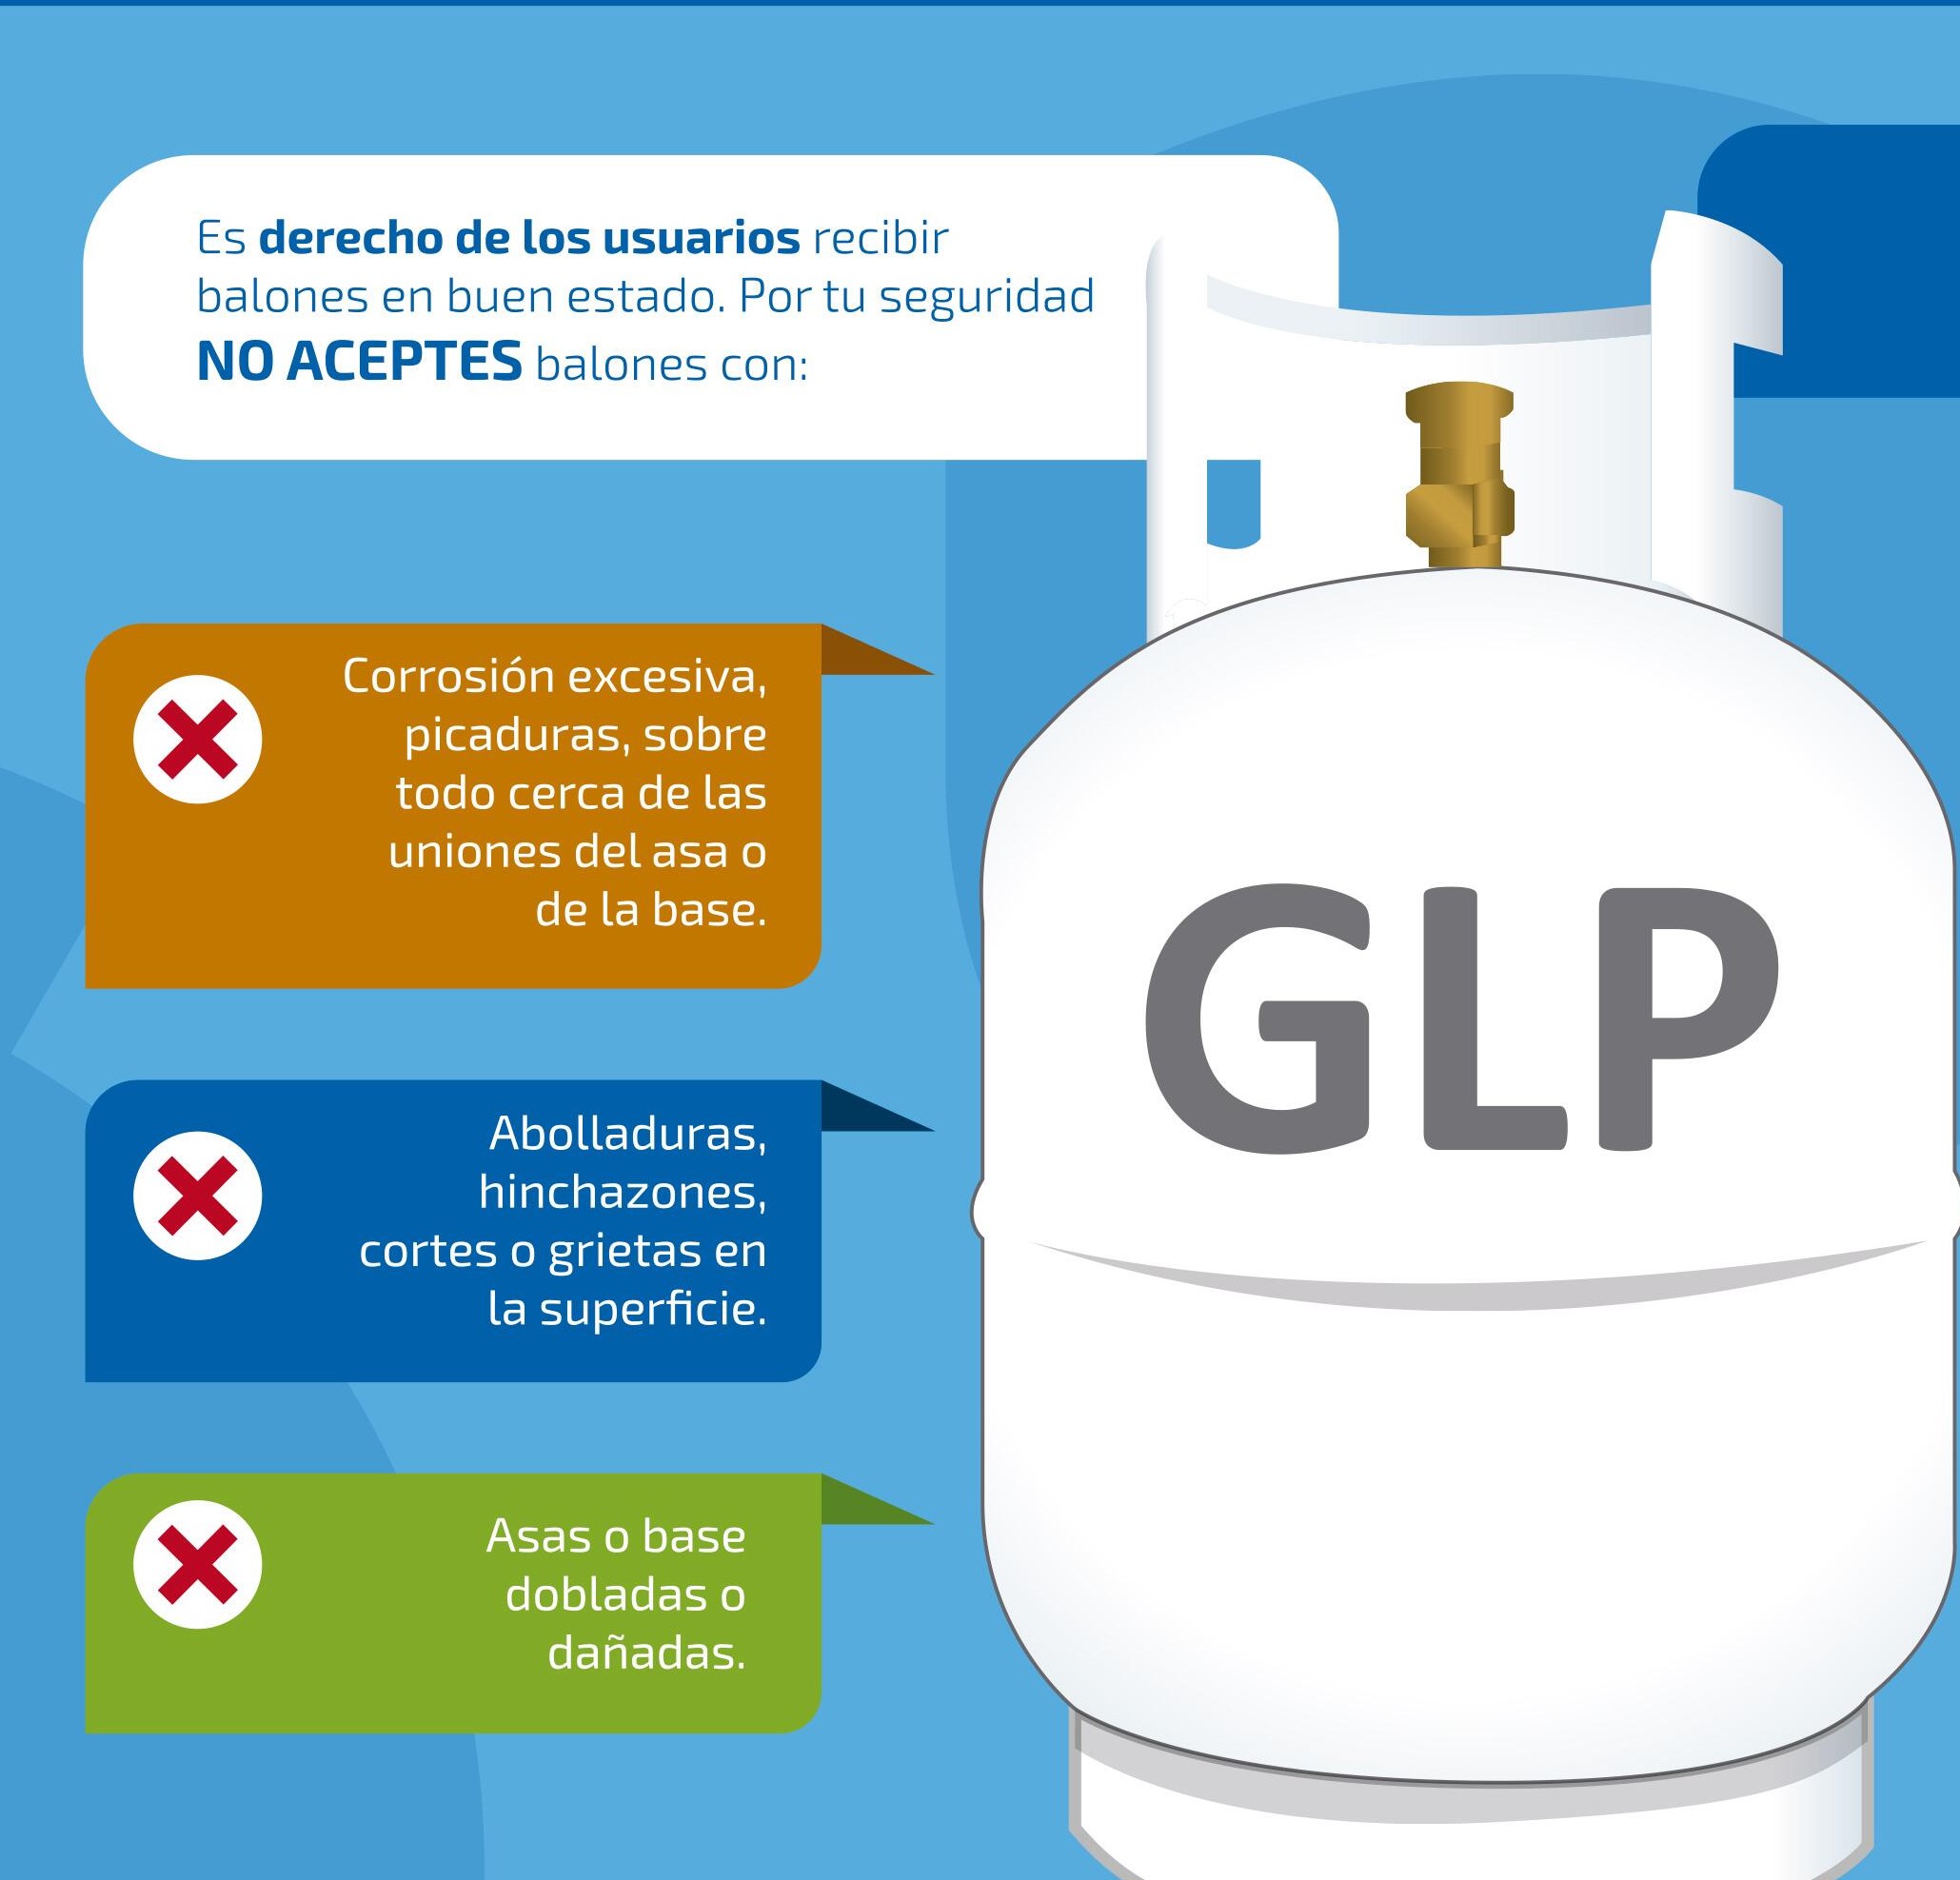 Es derecho de los usuarios recibir
balones en buen estado. Por tu seguridad
NO ACEPTES balones con:
Corrosión excesiva,
picaduras, sobre
todo cerca de las
uniones del asa o
de la base.
Abolladuras,
hinchazones,
cortes o grietas en
la superficie.
Asas o base
dobladas o
dañadas.
GLP